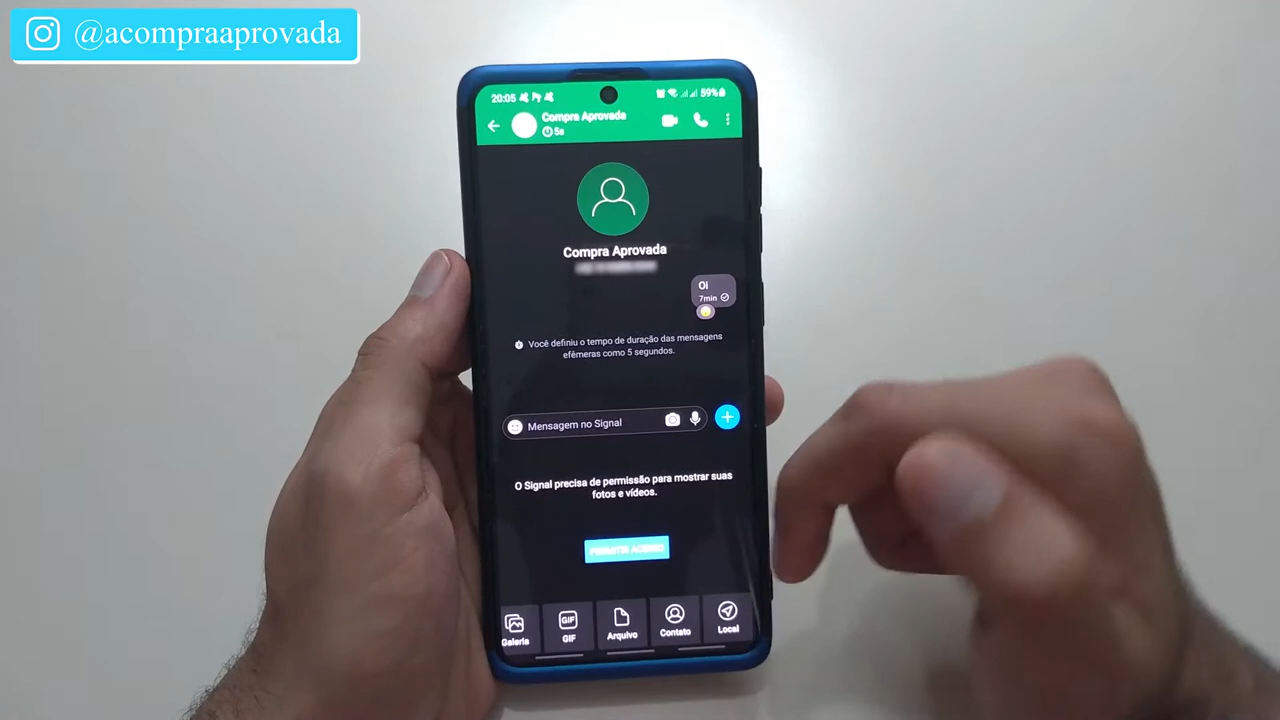 @acompraaprovada
20:05
59%
Compra Aprovada
5s
Compra Aprovada
Oi
7min
Você definiu o tempo de duração das mensagens
efêmeras como 5 segundos.
Mensagem no Signal
O Signal precisa de permissão para mostrar suas
fotos e vídeos.
PERMITIR ACESSO
Galeria
GIF
GIF
Arquivo
Contato
Local